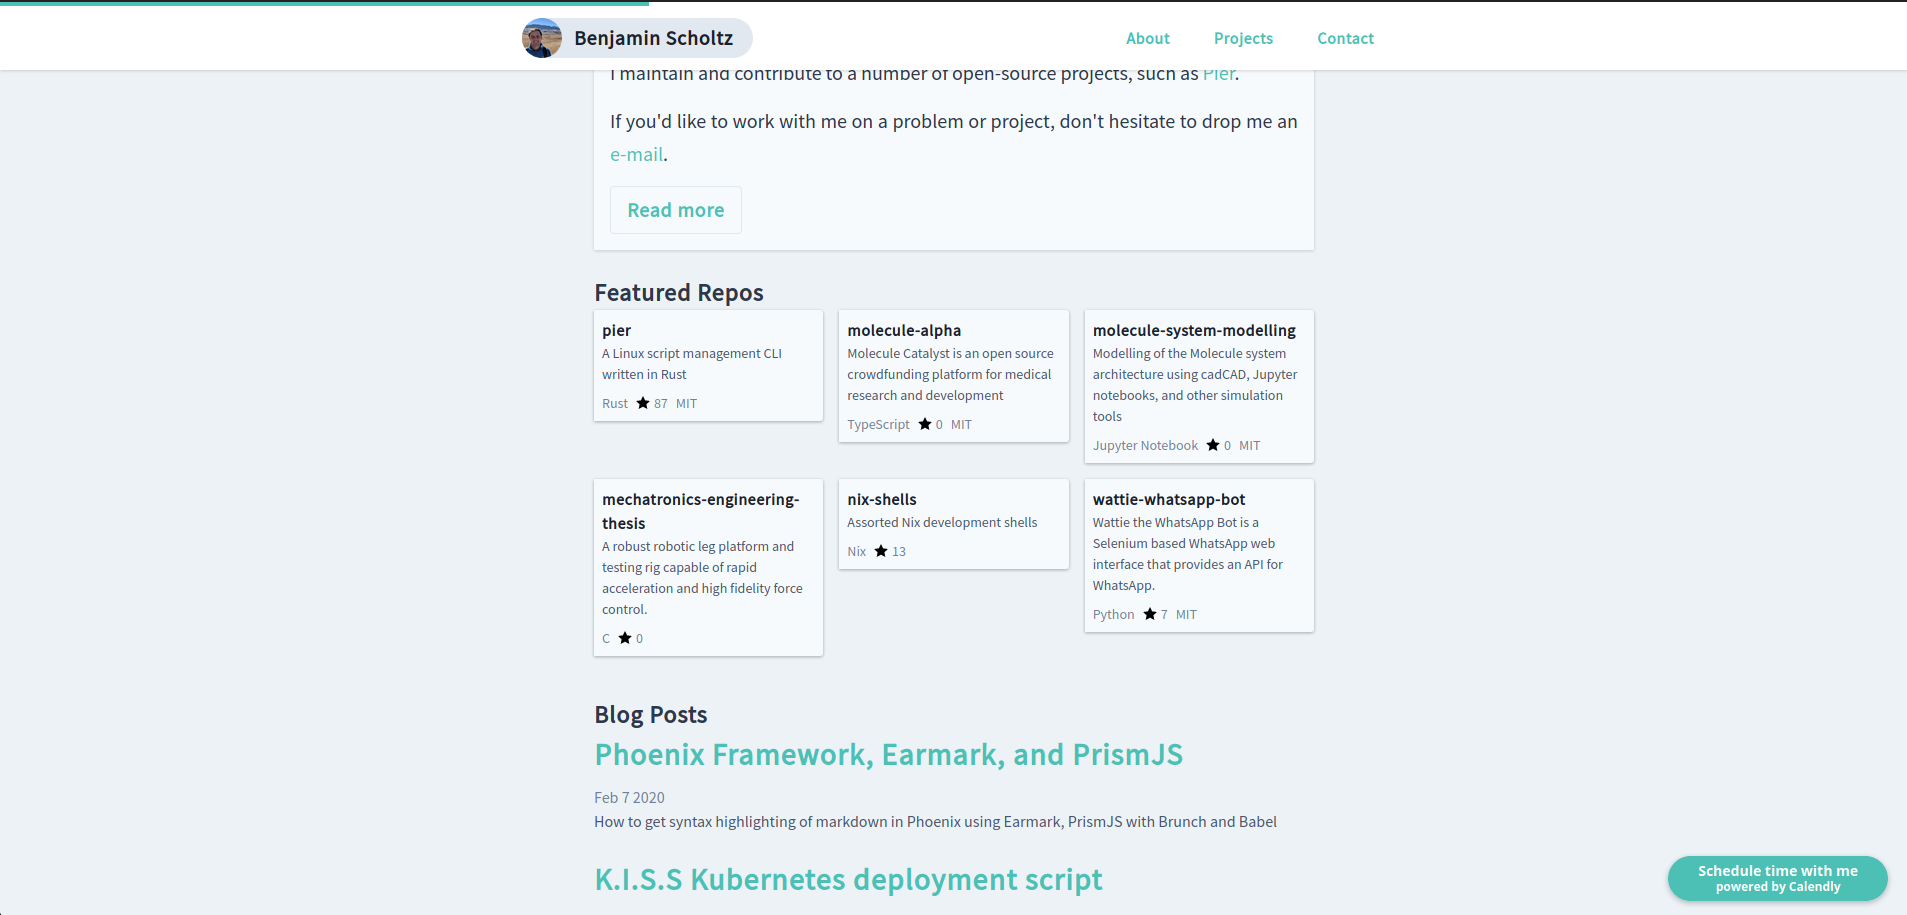 Benjamin Scholtz
About Projects Contact
I maintain and contribute to a number of open-source projects, such as Pier.
If you'd like to work with me on a problem or project, don't hesitate to drop me an
e-mail.
Read more
Featured Repos
pier
A Linux script management CLI
written in Rust
Rust ★ 87 MIT
molecule-alpha
Molecule Catalyst is an open source
crowdfunding platform for medical
research and development
TypeScript ★ 0 MIT
molecule-system-modelling
Modelling of the Molecule system
architecture using cadCAD, Jupyter
notebooks, and other simulation
tools
Jupyter Notebook ★ 0 MIT
mechatronics-engineering-
thesis
A robust robotic leg platform and
testing rig capable of rapid
acceleration and high fidelity force
control.
C ★ 0
nix-shells
Assorted Nix development shells
Nix ★ 13
wattie-whatsapp-bot
Wattie the WhatsApp Bot is a
Selenium based WhatsApp web
interface that provides an API for
WhatsApp.
Python ★ 7 MIT
Blog Posts
Phoenix Framework, Earmark, and PrismJS
Feb 7 2020
How to get syntax highlighting of markdown in Phoenix using Earmark, PrismJS with Brunch and Babel
K.I.S.S Kubernetes deployment script
Schedule time with me
powered by Calendly